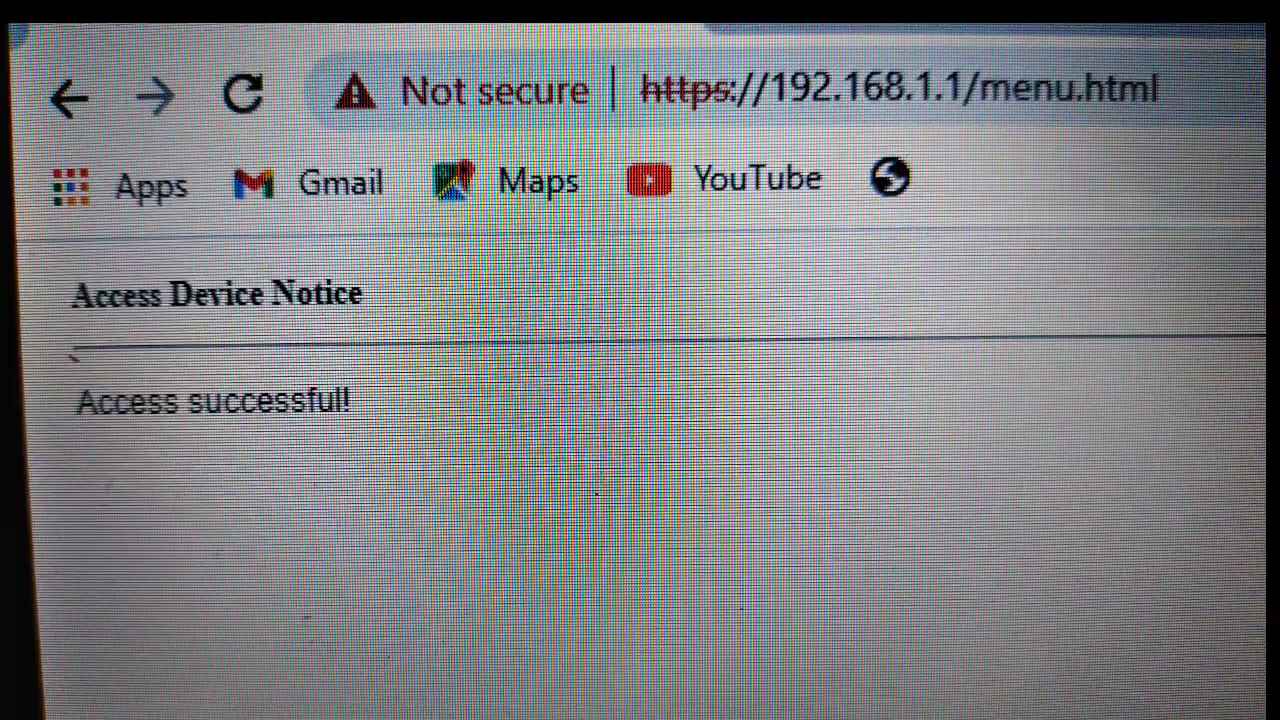 Not secure | https://192.168.1.1/menu.html
Apps Gmail Maps YouTube
Access Device Notice
Access successful!